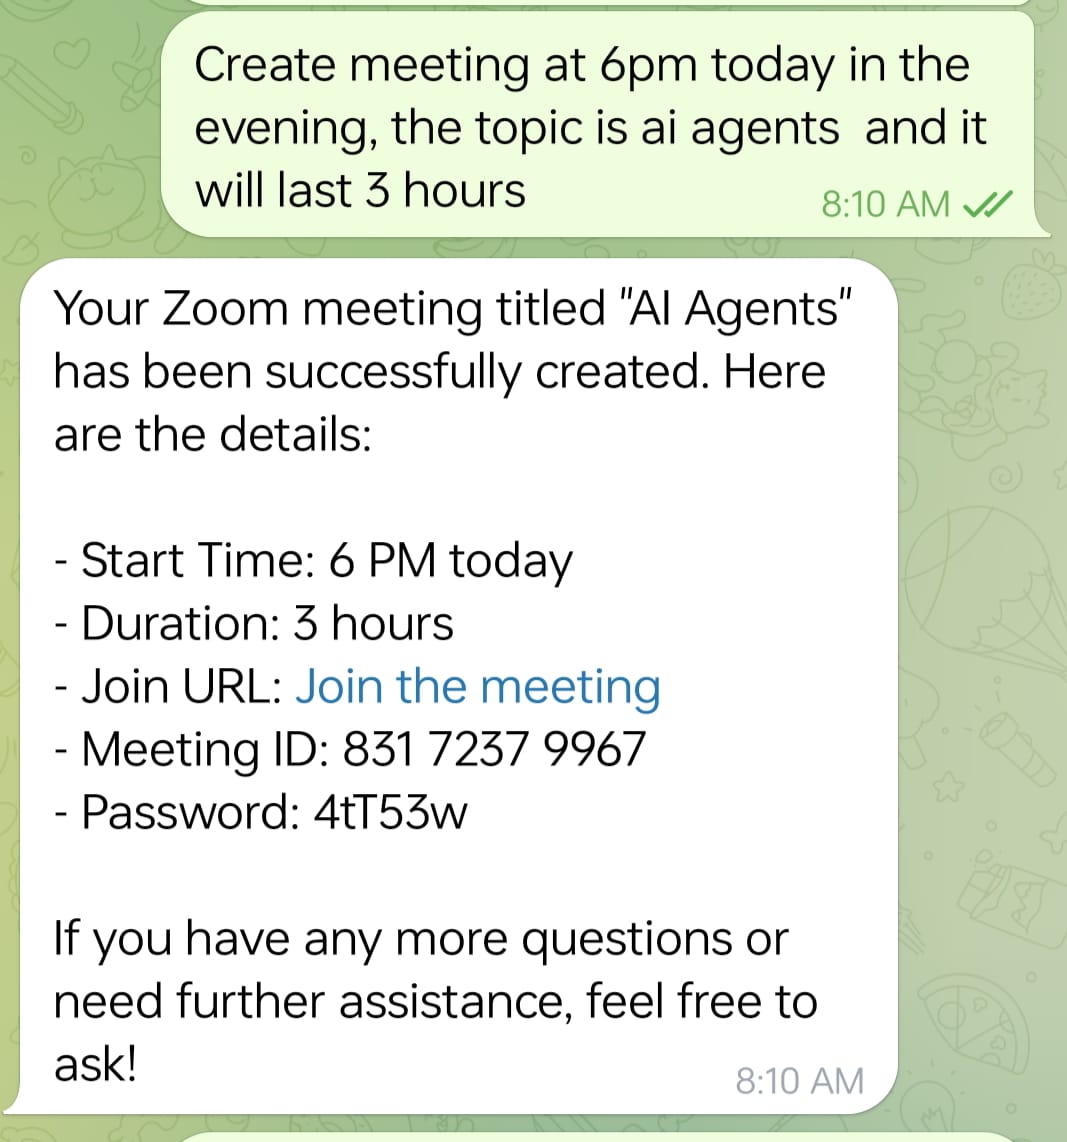 Create meeting at 6pm today in the
evening, the topic is ai agents  and it
will last 3 hours
8:10 AM
Your Zoom meeting titled "AI Agents"
has been successfully created. Here
are the details:
- Start Time: 6 PM today
- Duration: 3 hours
- Join URL: Join the meeting
- Meeting ID: 831 7237 9967
- Password: 4tT53w
If you have any more questions or
need further assistance, feel free to
ask!
8:10 AM